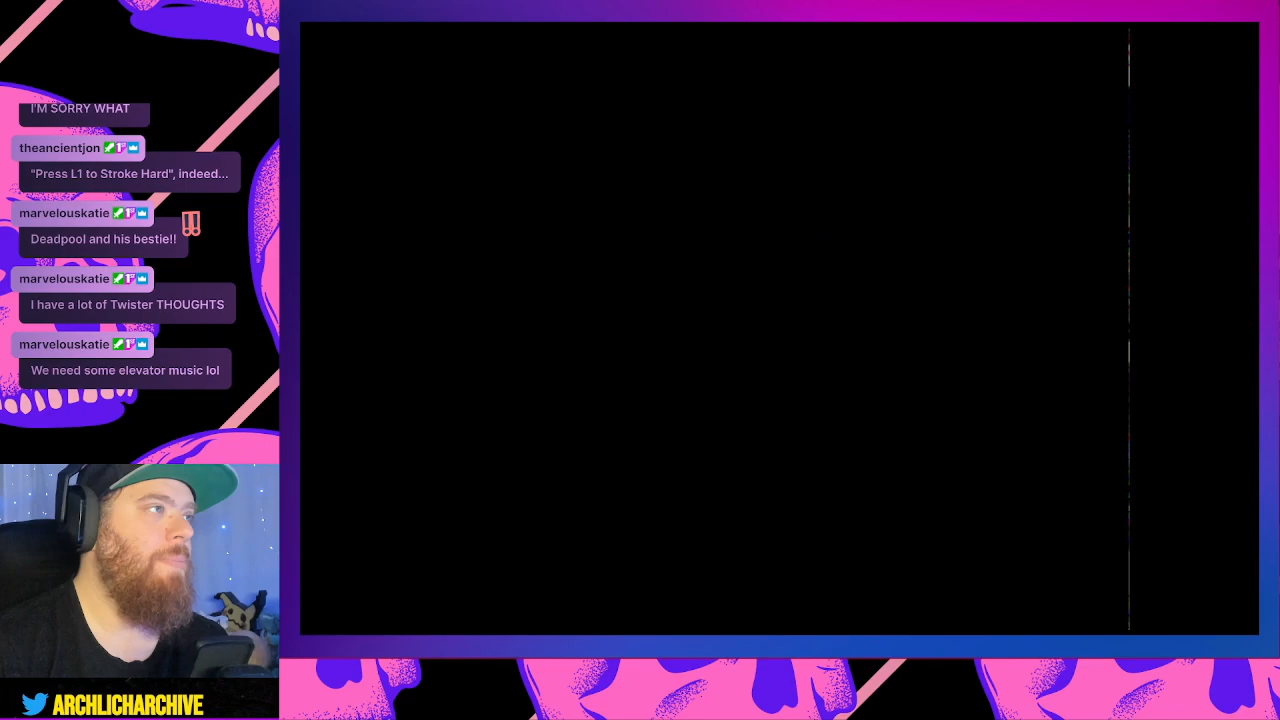 I'M SORRY WHAT
theancientjon
"Press L1 to Stroke Hard", indeed...
marvelouskatie
Deadpool and his bestie!!
marvelouskatie
I have a lot of Twister THOUGHTS
marvelouskatie
We need some elevator music lol
ARCHLICHARCHIVE